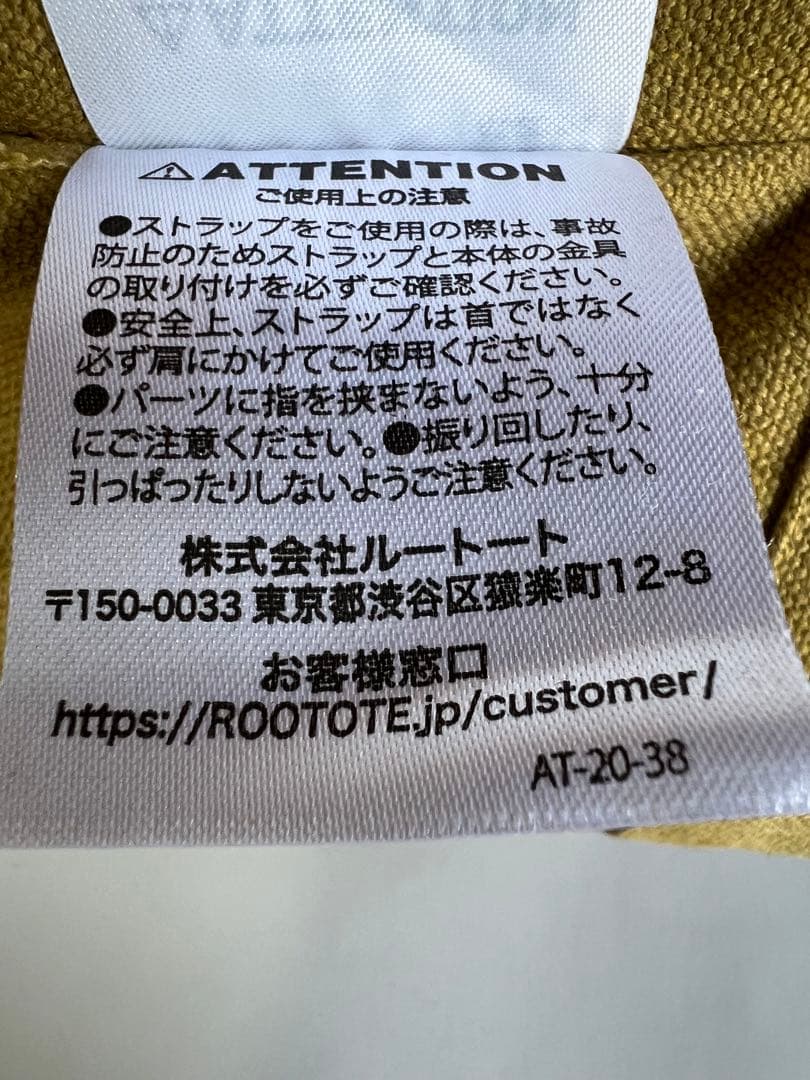 ⚠ATTENTION
ご使用上の注意
●ストラップをご使用の際は、事故
防止のためストラップと本体の金具
の取り付けを必ずご確認ください。
●安全上、ストラップは首ではなく
必ず肩にかけてご使用ください。
●パーツに指を挟まないよう、十分
にご注意ください。●振り回したり、
引っぱったりしないようご注意ください。
株式会社ルートート
〒150-0033 東京都渋谷区猿楽町12-8
お客様窓口
https://ROOTOTE.jp/customer/
AT-20-38